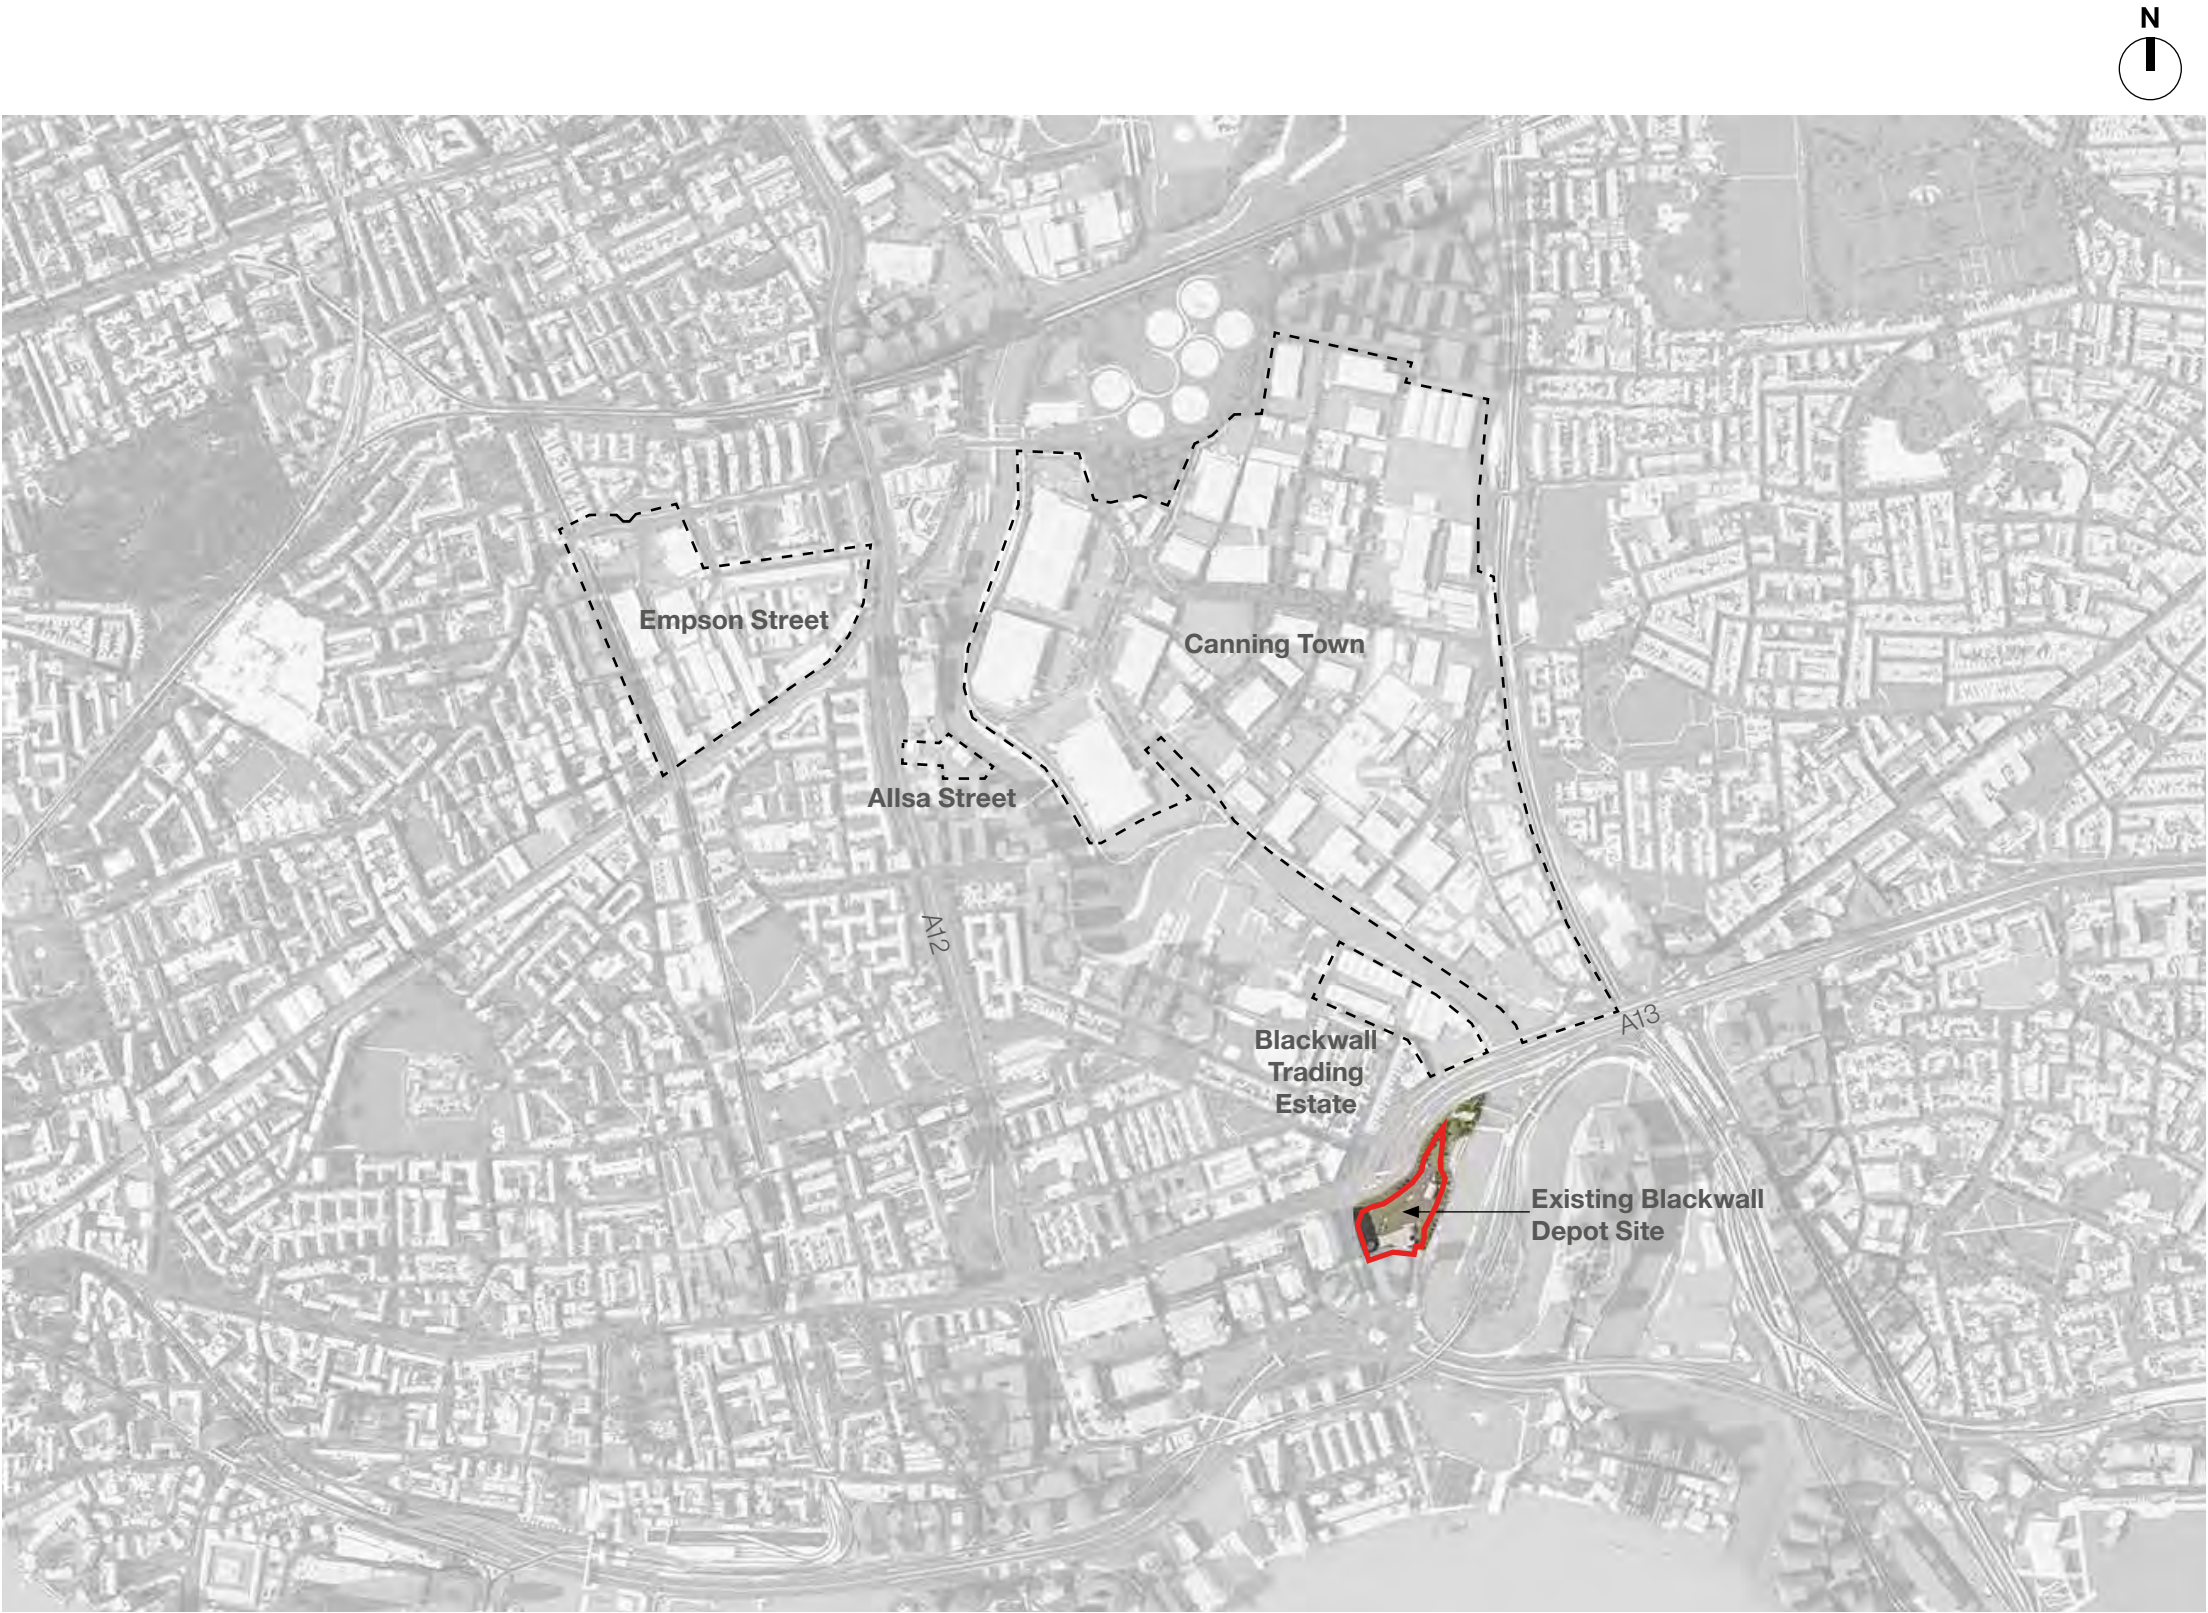 N
Empson Street
Canning Town
Allsa Street
A12
A13
Blackwall
Trading
Estate
Existing Blackwall
Depot Site